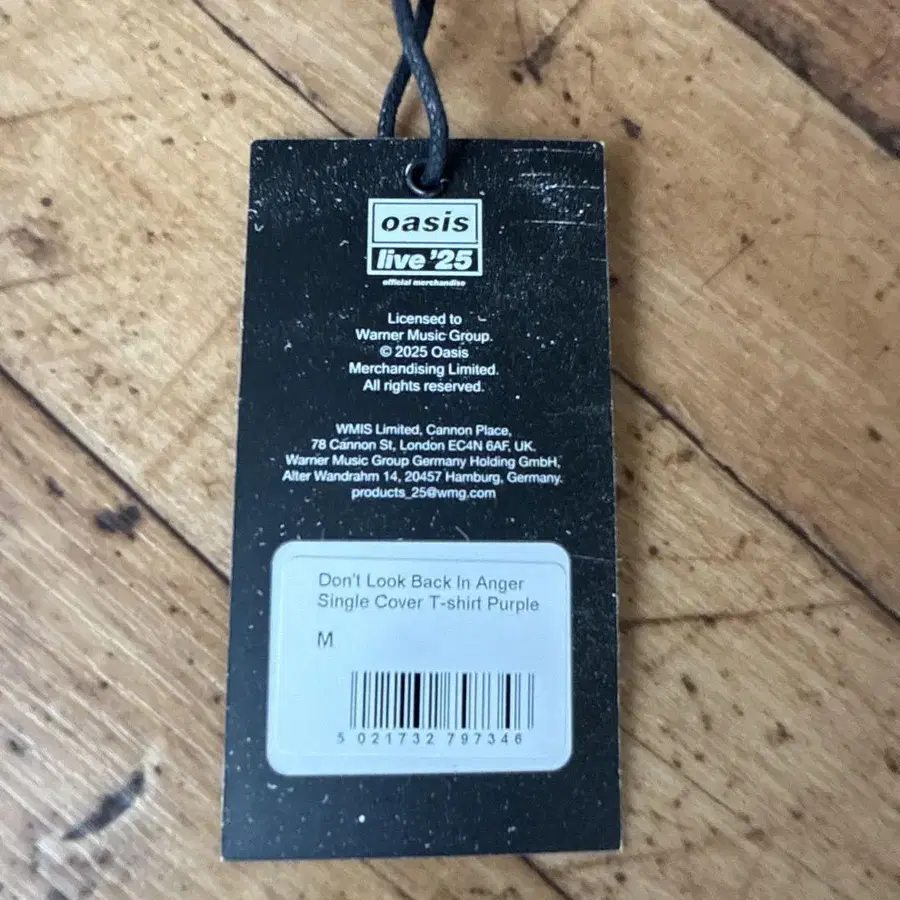 oasis
live '25
official merchandise
Licensed to
Warner Music Group.
© 2025 Oasis
Merchandising Limited.
All rights reserved.
WMIS Limited, Cannon Place,
78 Cannon St, London EC4N 6AF, UK.
Warner Music Group Germany Holding GmbH,
Alter Wandrahm 14, 20457 Hamburg, Germany.
products_25@wmg.com
Don't Look Back In Anger
Single Cover T-shirt Purple
M
5 021732 797346